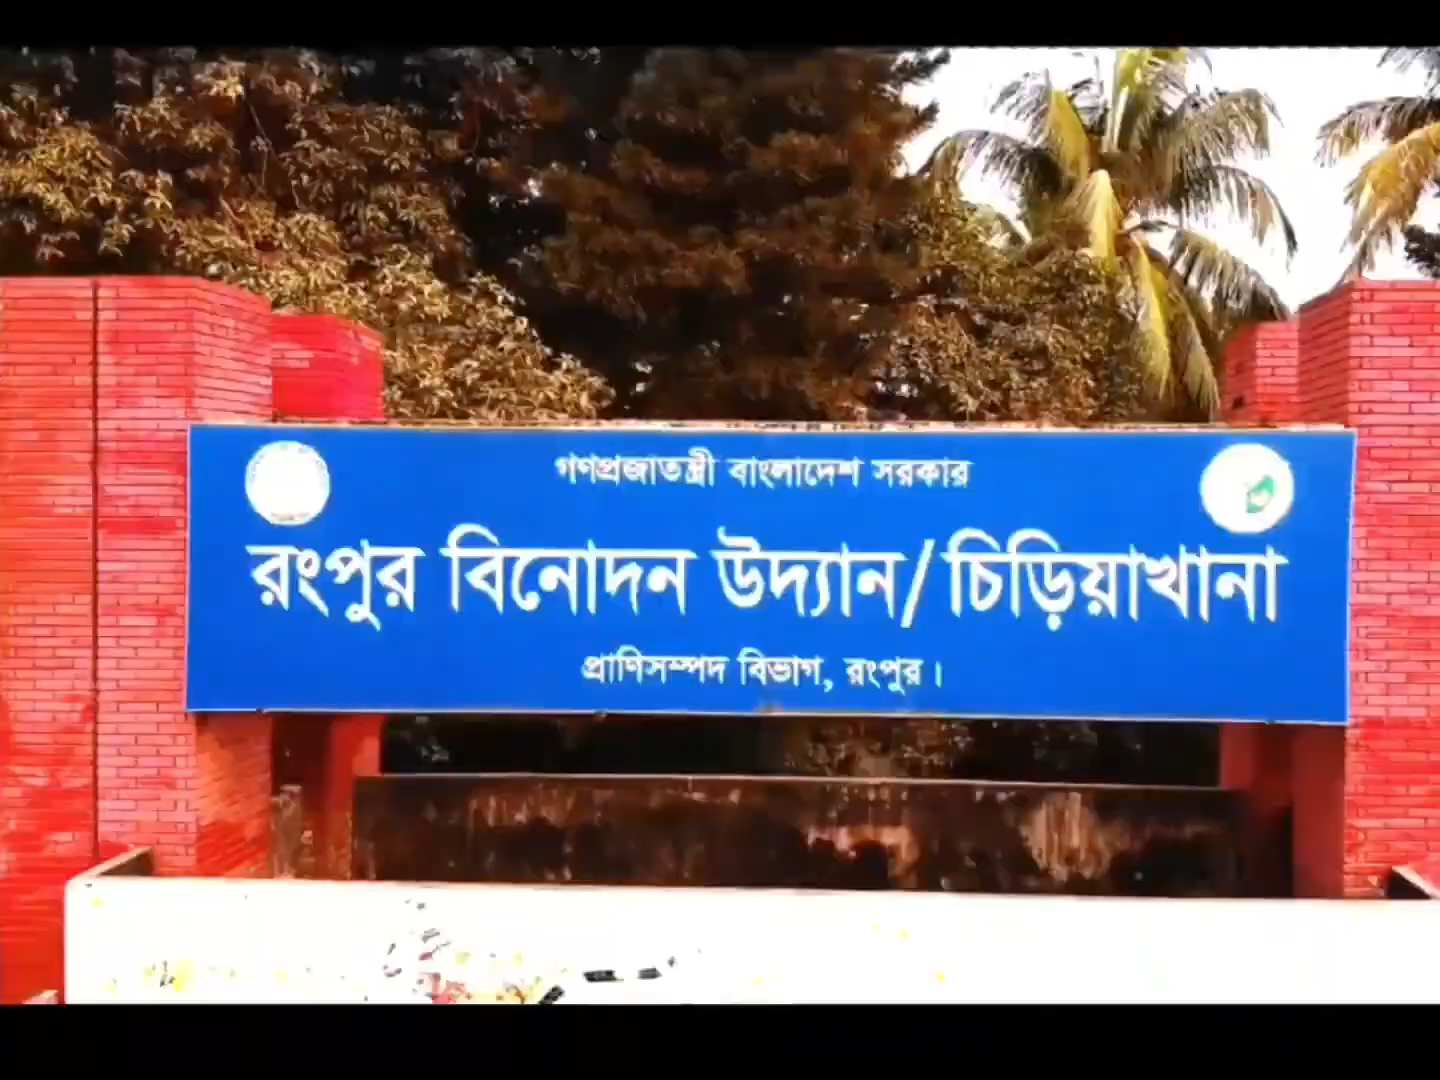 গণপ্রজাতন্ত্রী বাংলাদেশ সরকার
রংপুর বিনোদন উদ্যান/চিড়িয়াখানা
প্রাণিসম্পদ বিভাগ, রংপুর।